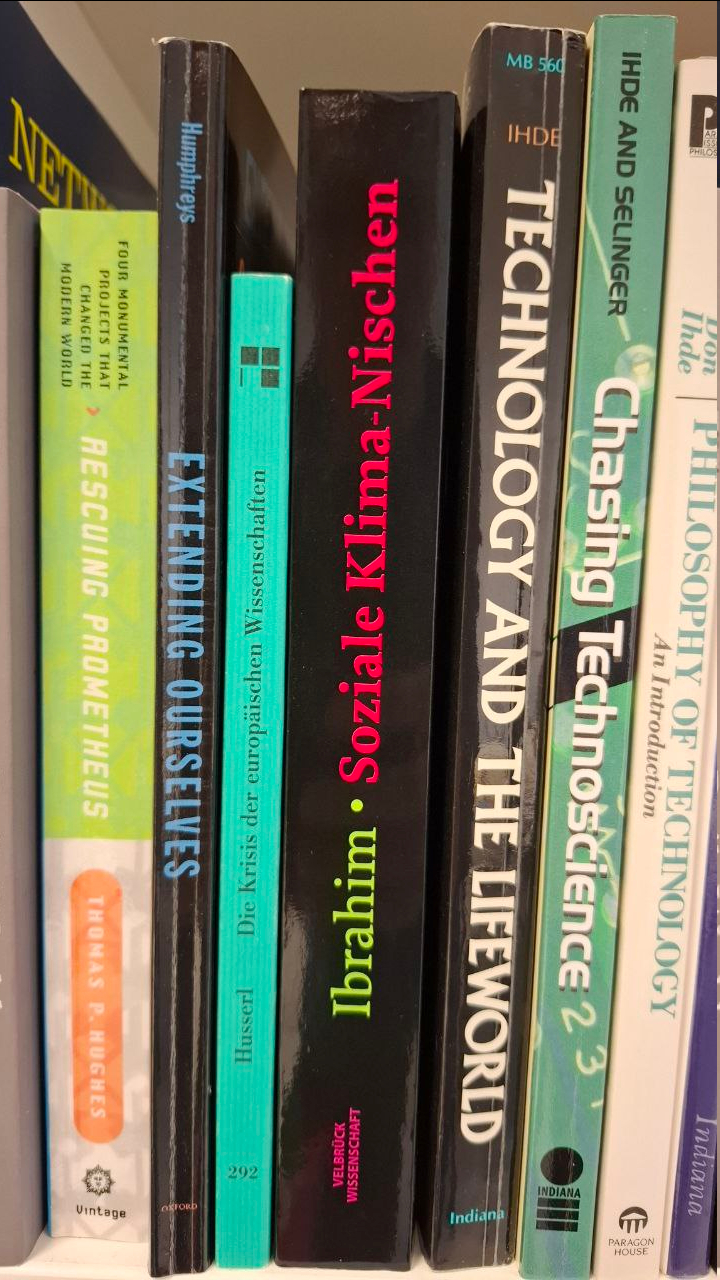 FOUR MONUMENTAL
PROJECTS THAT
CHANGED THE
MODERN WORLD
RESCUING PROMETHEUS
THOMAS P. HUGHES
Vintage
Humphreys
EXTENDING OURSELVES
OXFORD
Husserl Die Krisis der europäischen Wissenschaften
292
Ibrahim • Soziale Klima-Nischen
VELBRÜCK
WISSENSCHAFT
MB 560
IHDE
TECHNOLOGY AND THE LIFEWORLD
Indiana
IHDE AND SELINGER
Chasing Technoscience
2 3
INDIANA
Don
Ihde
PHILOSOPHY OF TECHNOLOGY
An Introduction
PARAGON
HOUSE
Indiana